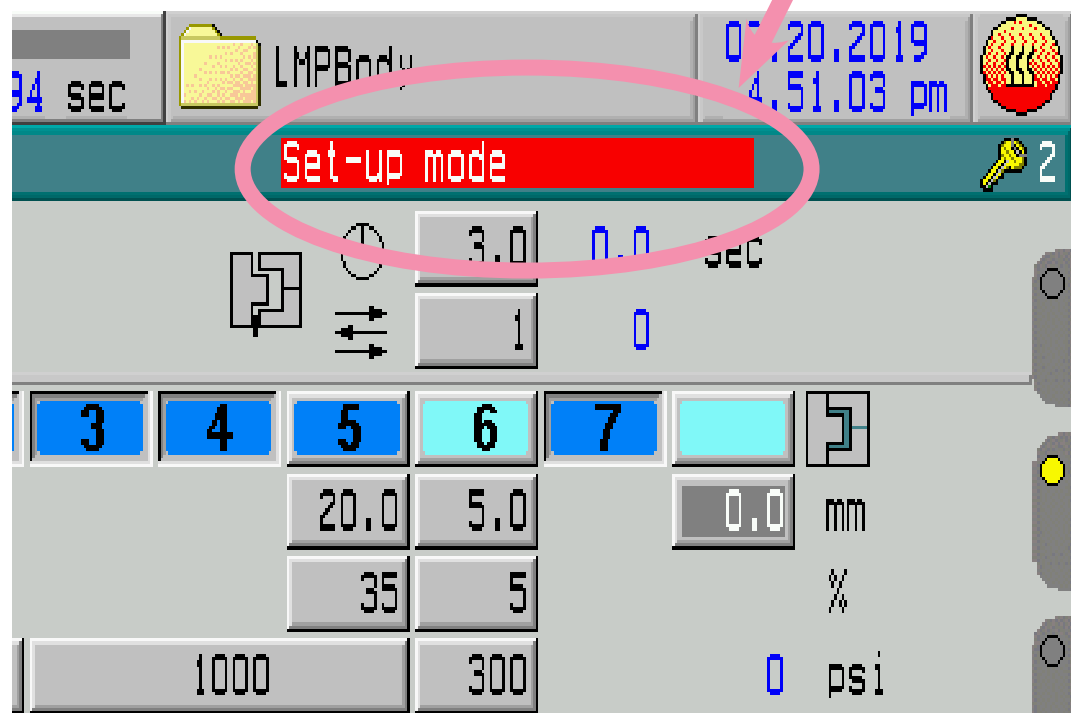 LMPBody
20.2019
94 sec
4.51.03 pm
Set-up mode
2
3.0 0.0 sec
1 0
3 4 5 6 7
20.0 5.0 0.0 mm
35 5 %
1000 300 0 psi